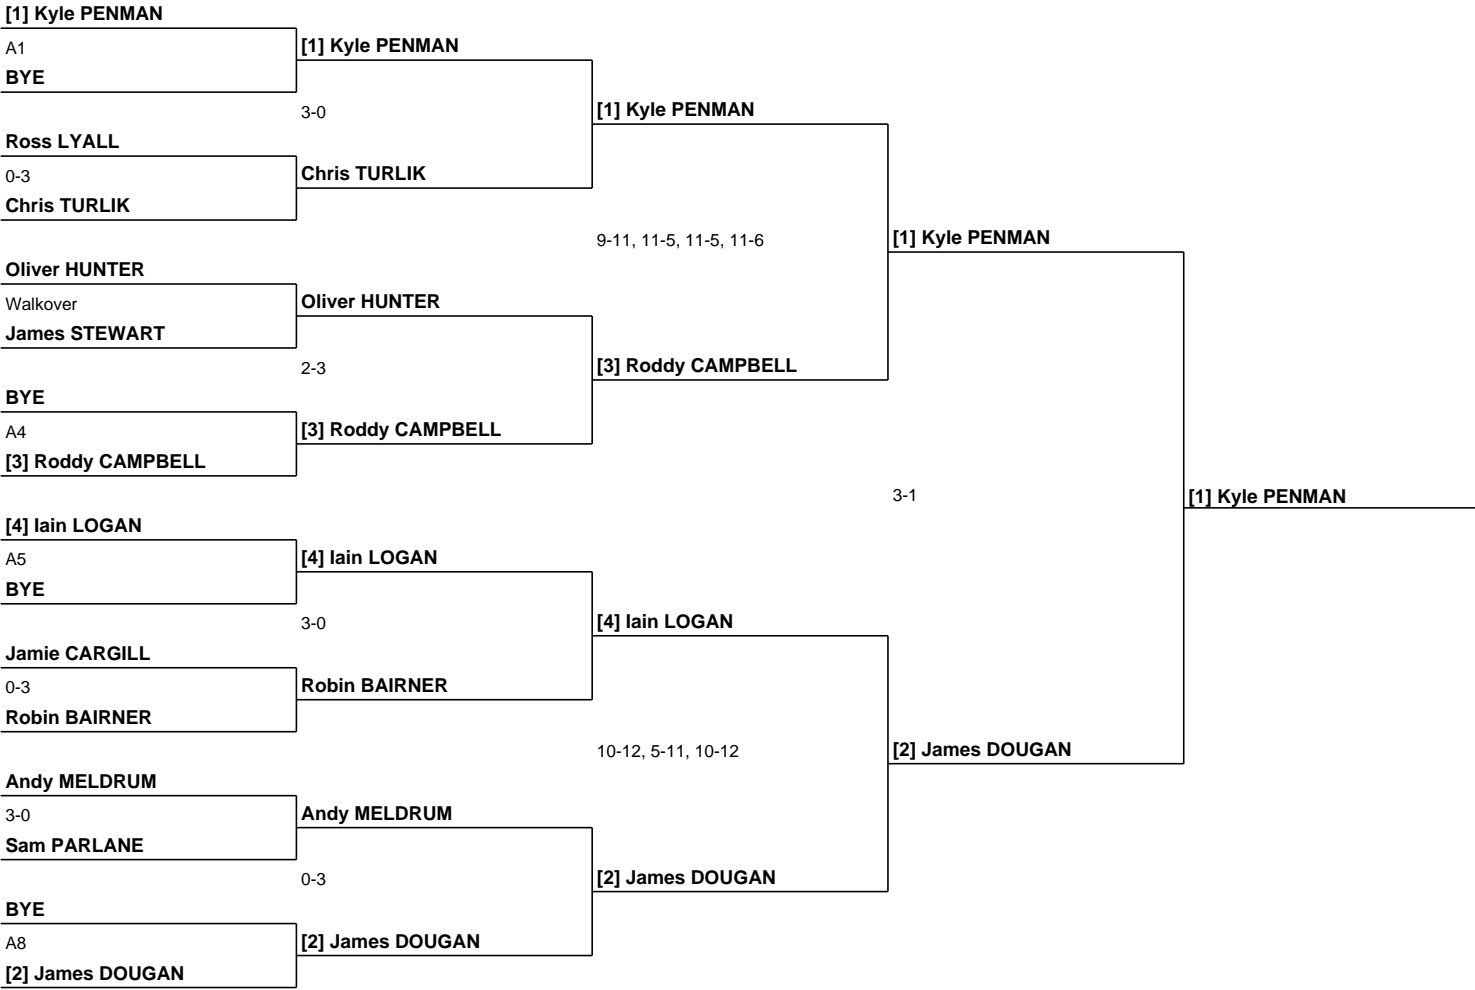 [1] Kyle PENMAN
A1
[1] Kyle PENMAN
BYE
3-0
[1] Kyle PENMAN
Ross LYALL
0-3
Chris TURLIK
Chris TURLIK
9-11, 11-5, 11-5, 11-6
[1] Kyle PENMAN
Oliver HUNTER
Walkover
Oliver HUNTER
James STEWART
2-3
[3] Roddy CAMPBELL
BYE
A4
[3] Roddy CAMPBELL
[3] Roddy CAMPBELL
3-1
[1] Kyle PENMAN
[4] Iain LOGAN
A5
[4] Iain LOGAN
BYE
3-0
[4] Iain LOGAN
Jamie CARGILL
0-3
Robin BAIRNER
Robin BAIRNER
10-12, 5-11, 10-12
[2] James DOUGAN
Andy MELDRUM
3-0
Andy MELDRUM
Sam PARLANE
0-3
[2] James DOUGAN
BYE
A8
[2] James DOUGAN
[2] James DOUGAN